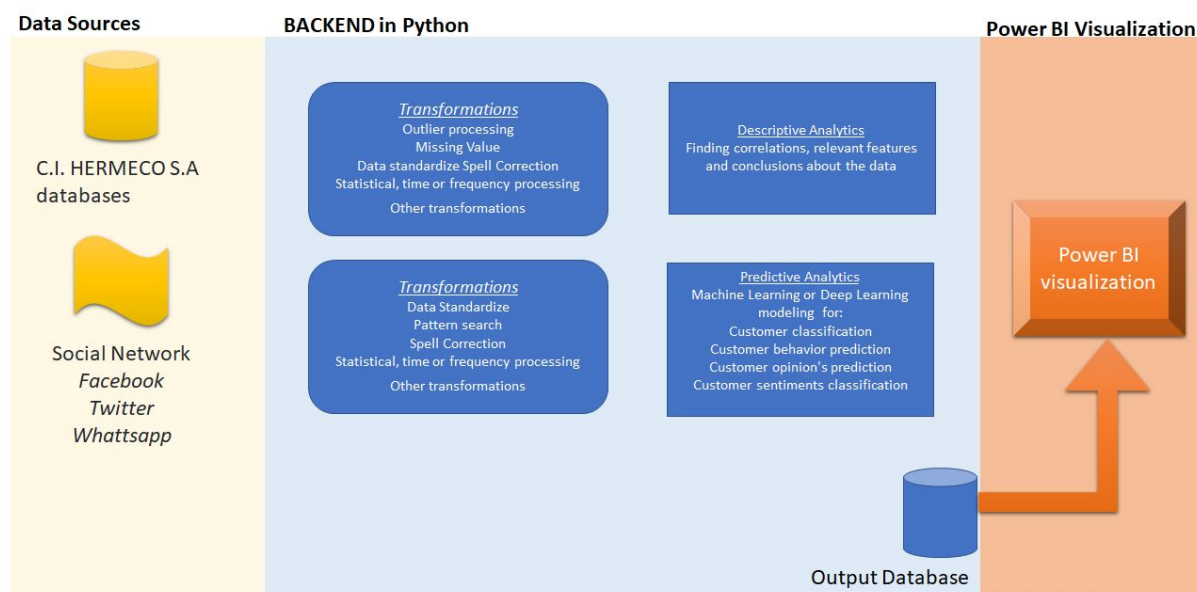 Data Sources
BACKEND in Python
Power BI Visualization
C.I. HERMECO S.A
databases
Social Network
Facebook
Twitter
Whattsapp
Transformations
Outlier processing
Missing Value
Data standardize Spell Correction
Statistical, time or frequency processing
Other transformations
Transformations
Data Standardize
Pattern search
Spell Correction
Statistical, time or frequency processing
Other transformations
Descriptive Analytics
Finding correlations, relevant features
and conclusions about the data
Predictive Analytics
Machine Learning or Deep Learning
modeling for:
Customer classification
Customer behavior prediction
Customer opinion's prediction
Customer sentiments classification
Output Database
Power BI
visualization